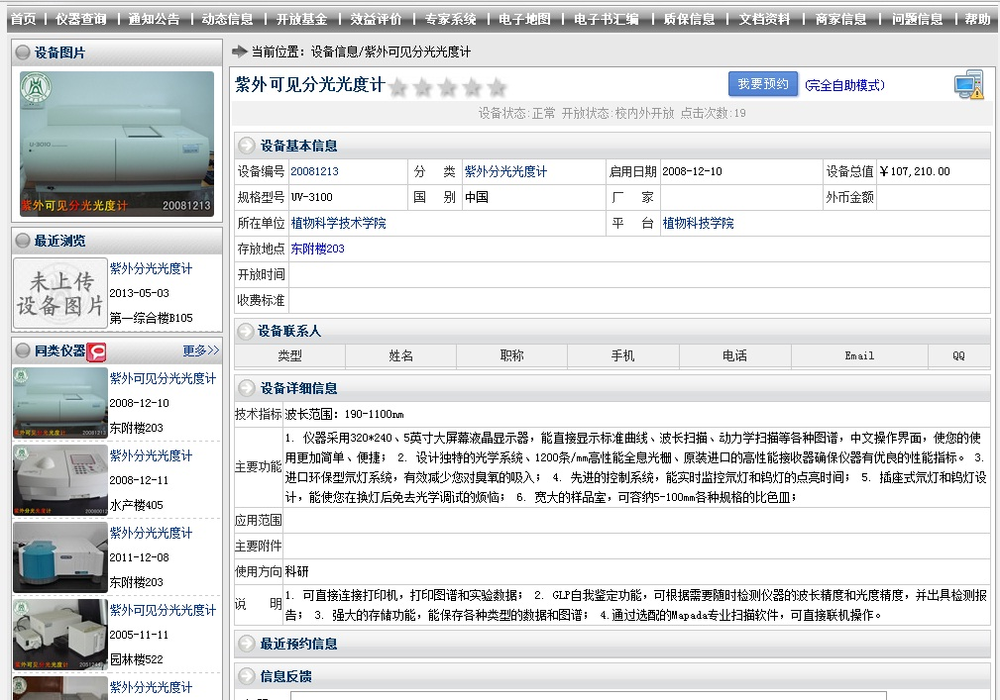 首页 | 仪器查询 | 通知公告 | 动态信息 | 开放基金 | 效益评价 | 专家系统 | 电子地图 | 电子书汇编 | 质保信息 | 文档资料 | 商家信息 | 问题信息 | 帮助
设备图片
U-3010
紫外可见分光光度计 20081213
最近浏览
未上传
设备图片
紫外分光光度计
2013-05-03
第一综合楼B105
同类仪器 更多>>
紫外可见分光光度计
2008-12-10
东附楼203
紫外分光光度计
2008-12-11
水产楼405
紫外分光光度计
2011-12-08
东附楼203
紫外可见分光光度计
2005-11-11
园林楼522
紫外分光光度计
当前位置：设备信息/紫外可见分光光度计
紫外可见分光光度计 我要预约 (完全自助模式)
设备状态:正常 开放状态:校内外开放 点击次数:19
设备基本信息
设备编号 20081213 分 类 紫外分光光度计 启用日期 2008-12-10 设备总值 ￥107,210.00
规格型号 UV-3100 国 别 中国 厂 家 外币金额
所在单位 植物科学技术学院 平 台 植物科技学院
存放地点 东附楼203
开放时间
收费标准
设备联系人
类型 姓名 职称 手机 电话 Email QQ
设备详细信息
技术指标 波长范围：190-1100nm
主要功能 1. 仪器采用320*240、5英寸大屏幕液晶显示器，能直接显示标准曲线、波长扫描、动力学扫描等各种图谱，中文操作界面，使您的使
用更加简单、便捷； 2. 设计独特的光学系统、1200条/mm高性能全息光栅、原装进口的高性能接收器确保仪器有优良的性能指标。 3.
进口环保型氘灯系统，有效减少您对臭氧的吸入； 4. 先进的控制系统，能实时监控氘灯和钨灯的点亮时间； 5. 插座式氘灯和钨灯设
计，能使您在换灯后免去光学调试的烦恼； 6. 宽大的样品室，可容纳5-100mm各种规格的比色皿；
应用范围
主要附件
使用方向 科研
说 明 1. 可直接连接打印机，打印图谱和实验数据； 2. GLP自我鉴定功能，可根据需要随时检测仪器的波长精度和光度精度，并出具检测报
告； 3. 强大的存储功能，能保存各种类型的数据和图谱； 4.通过选配的Mapada专业扫描软件，可直接联机操作。
最近预约信息
信息反馈